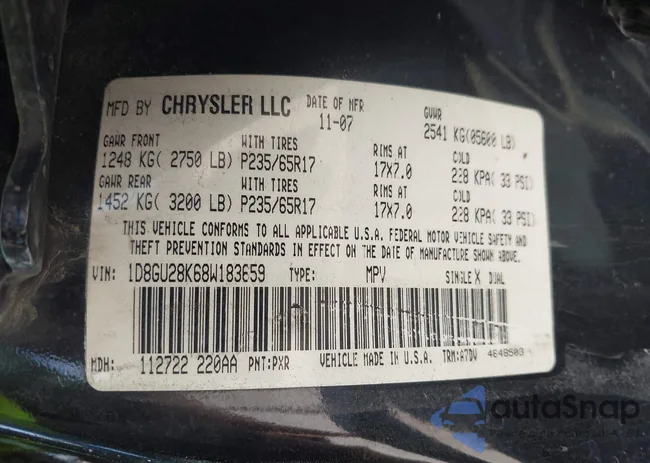 MFD BY CHRYSLER LLC DATE OF MFR 11-07 GVWR 2541 KG(05600 LB)
GAWR FRONT WITH TIRES RIMS AT COLD
1248 KG( 2750 LB) P235/65R17 17X7.0 228 KPA( 33 PSI)
GAWR REAR WITH TIRES RIMS AT COLD
1452 KG( 3200 LB) P235/65R17 17X7.0 228 KPA( 33 PSI)
THIS VEHICLE CONFORMS TO ALL APPLICABLE U.S.A. FEDERAL MOTOR VEHICLE SAFETY AND
THEFT PREVENTION STANDARDS IN EFFECT ON THE DATE OF MANUFACTURE SHOWN ABOVE.
VIN: 1D8GU28K68W183659 TYPE: MPV SINGLE X DUAL
MDH: 112722 220AA PNT:PXR VEHICLE MADE IN U.S.A. TRM:A7DV 4648503
autoSnap